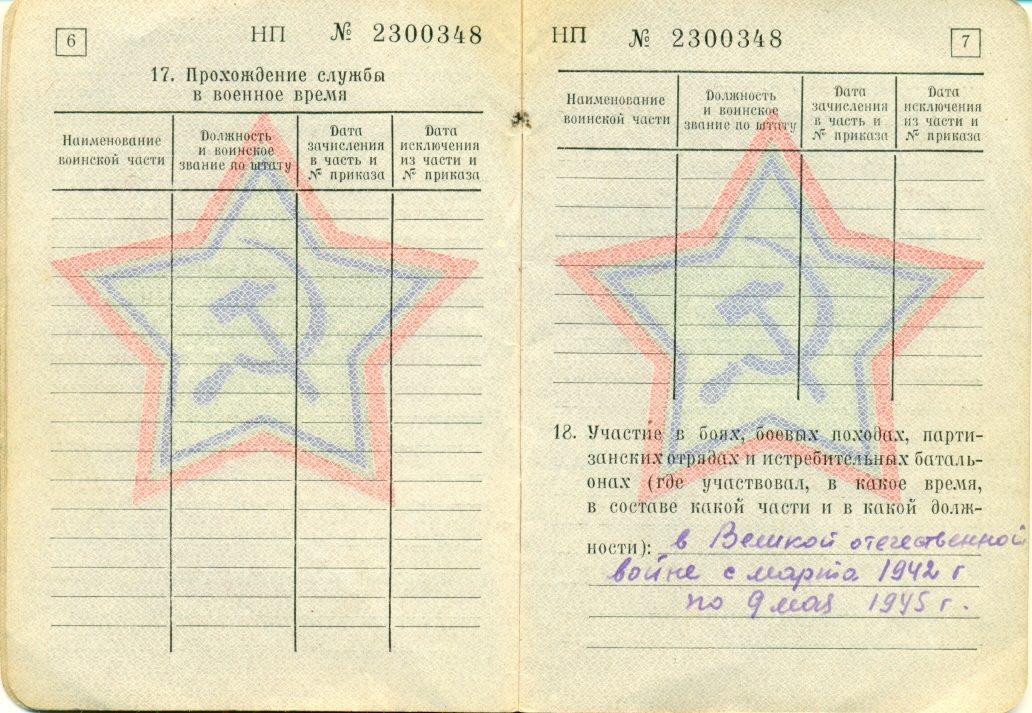 6
НП № 2300348
17. Прохождение службы
в военное время
Наименование
воинской части
Должность
и воинское
звание по штату
Дата
зачисления
в часть и
№ приказа
Дата
исключения
из части и
№ приказа
НП № 2300348
7
Наименование
воинской части
Должность
и воинское
звание по штату
Дата
зачисления
в часть и
№ приказа
Дата
исключения
из части и
№ приказа
18. Участие в боях, боевых походах, парти-
занских отрядах и истребительных баталь-
онах (где участвовал, в какое время,
в составе какой части и в какой долж-
ности): в Великой отечественной
войне с марта 1942 г
по 9 мая 1945 г.